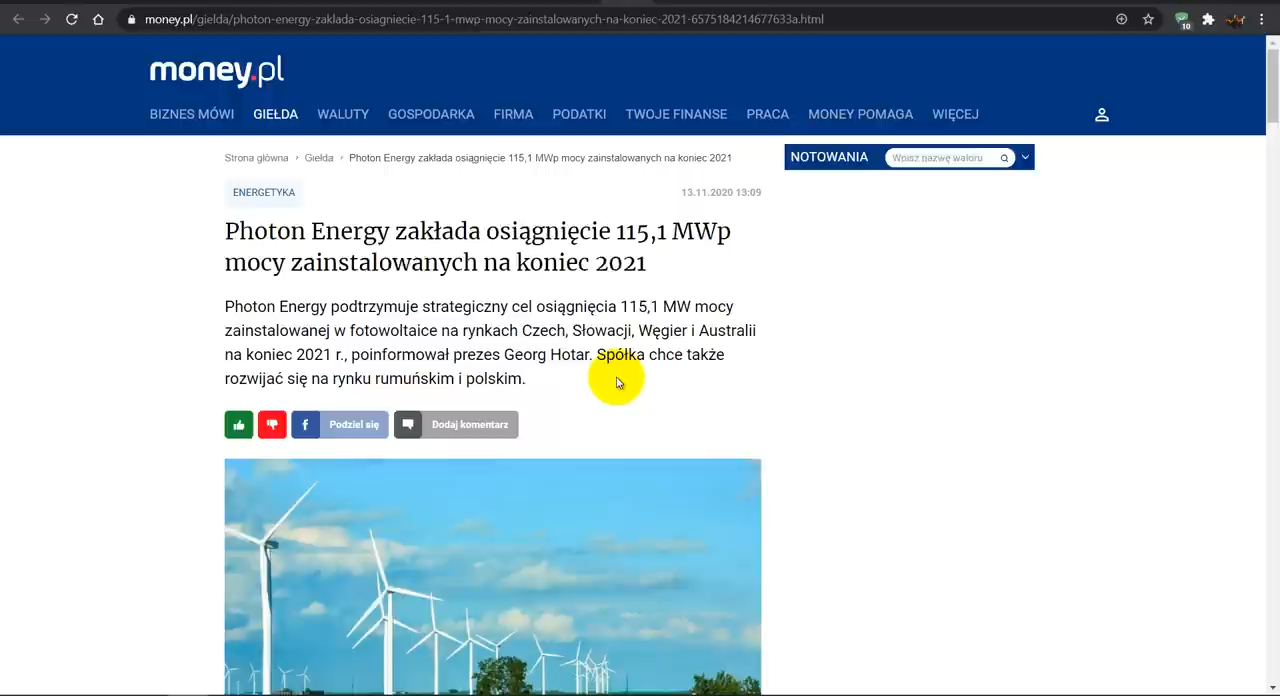 money.pl/gielda/photon-energy-zaklada-osiagniecie-115-1-mwp-mocy-zainstalowanych-na-koniec-2021-6575184214677633a.html
10
money.pl
BIZNES MÓWI GIEŁDA WALUTY GOSPODARKA FIRMA PODATKI TWOJE FINANSE PRACA MONEY POMAGA WIĘCEJ
Strona główna › Giełda › Photon Energy zakłada osiągnięcie 115,1 MWp mocy zainstalowanych na koniec 2021
NOTOWANIA Wpisz nazwę waloru
ENERGETYKA 13.11.2020 13:09
Photon Energy zakłada osiągnięcie 115,1 MWp
mocy zainstalowanych na koniec 2021
Photon Energy podtrzymuje strategiczny cel osiągnięcia 115,1 MW mocy
zainstalowanej w fotowoltaice na rynkach Czech, Słowacji, Węgier i Australii
na koniec 2021 r., poinformował prezes Georg Hotar. Spółka chce także
rozwijać się na rynku rumuńskim i polskim.
Podziel się Dodaj komentarz